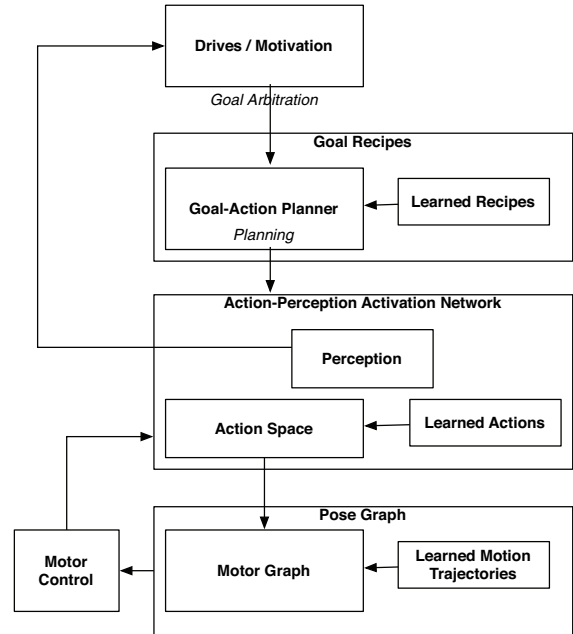 Drives / Motivation
Goal Arbitration
Goal Recipes
Goal-Action Planner
Learned Recipes
Planning
Action-Perception Activation Network
Perception
Action Space
Learned Actions
Pose Graph
Motor
Control
Motor Graph
Learned Motion
Trajectories